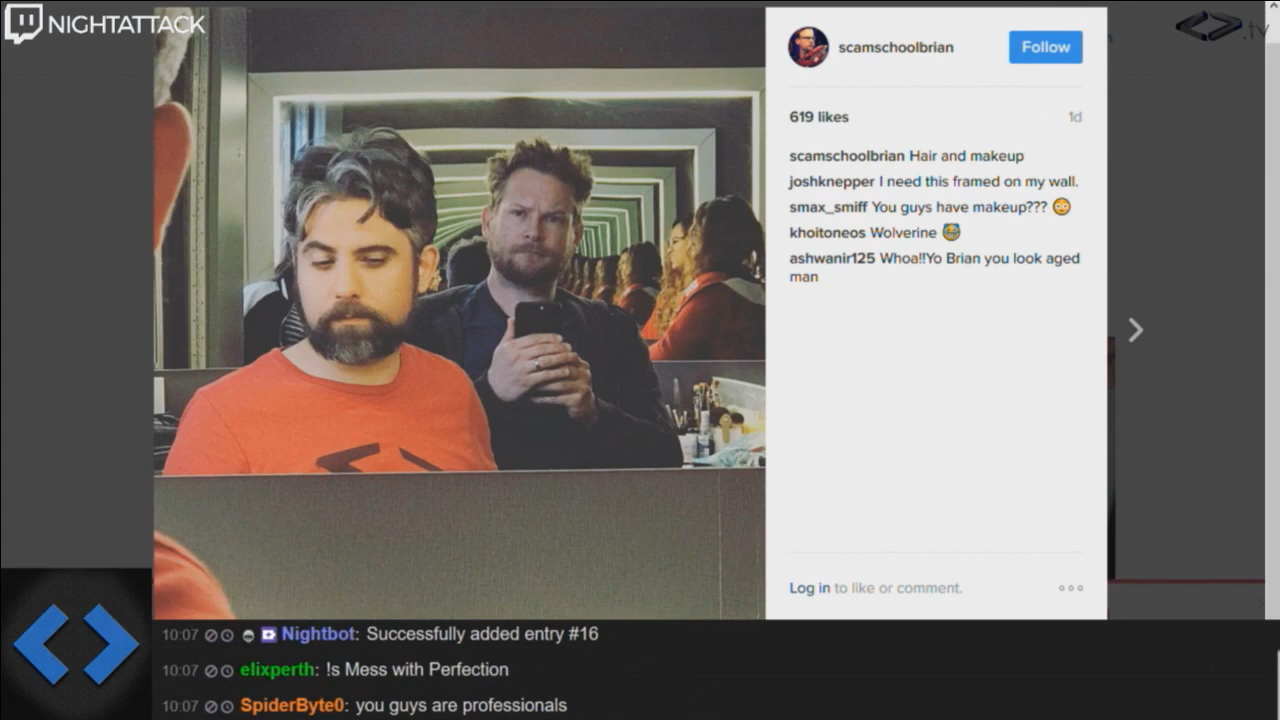 NIGHTATTACK
.tv
scamschoolbrian
Follow
619 likes
1d
scamschoolbrian Hair and makeup
joshknepper I need this framed on my wall.
smax_smiff You guys have makeup??? 😳
khoitoneos Wolverine 😂
ashwanir125 Whoa!!Yo Brian you look aged
man
Log in to like or comment.
10:07 Nightbot: Successfully added entry #16
10:07 elixperth: !s Mess with Perfection
10:07 SpiderByte0: you guys are professionals